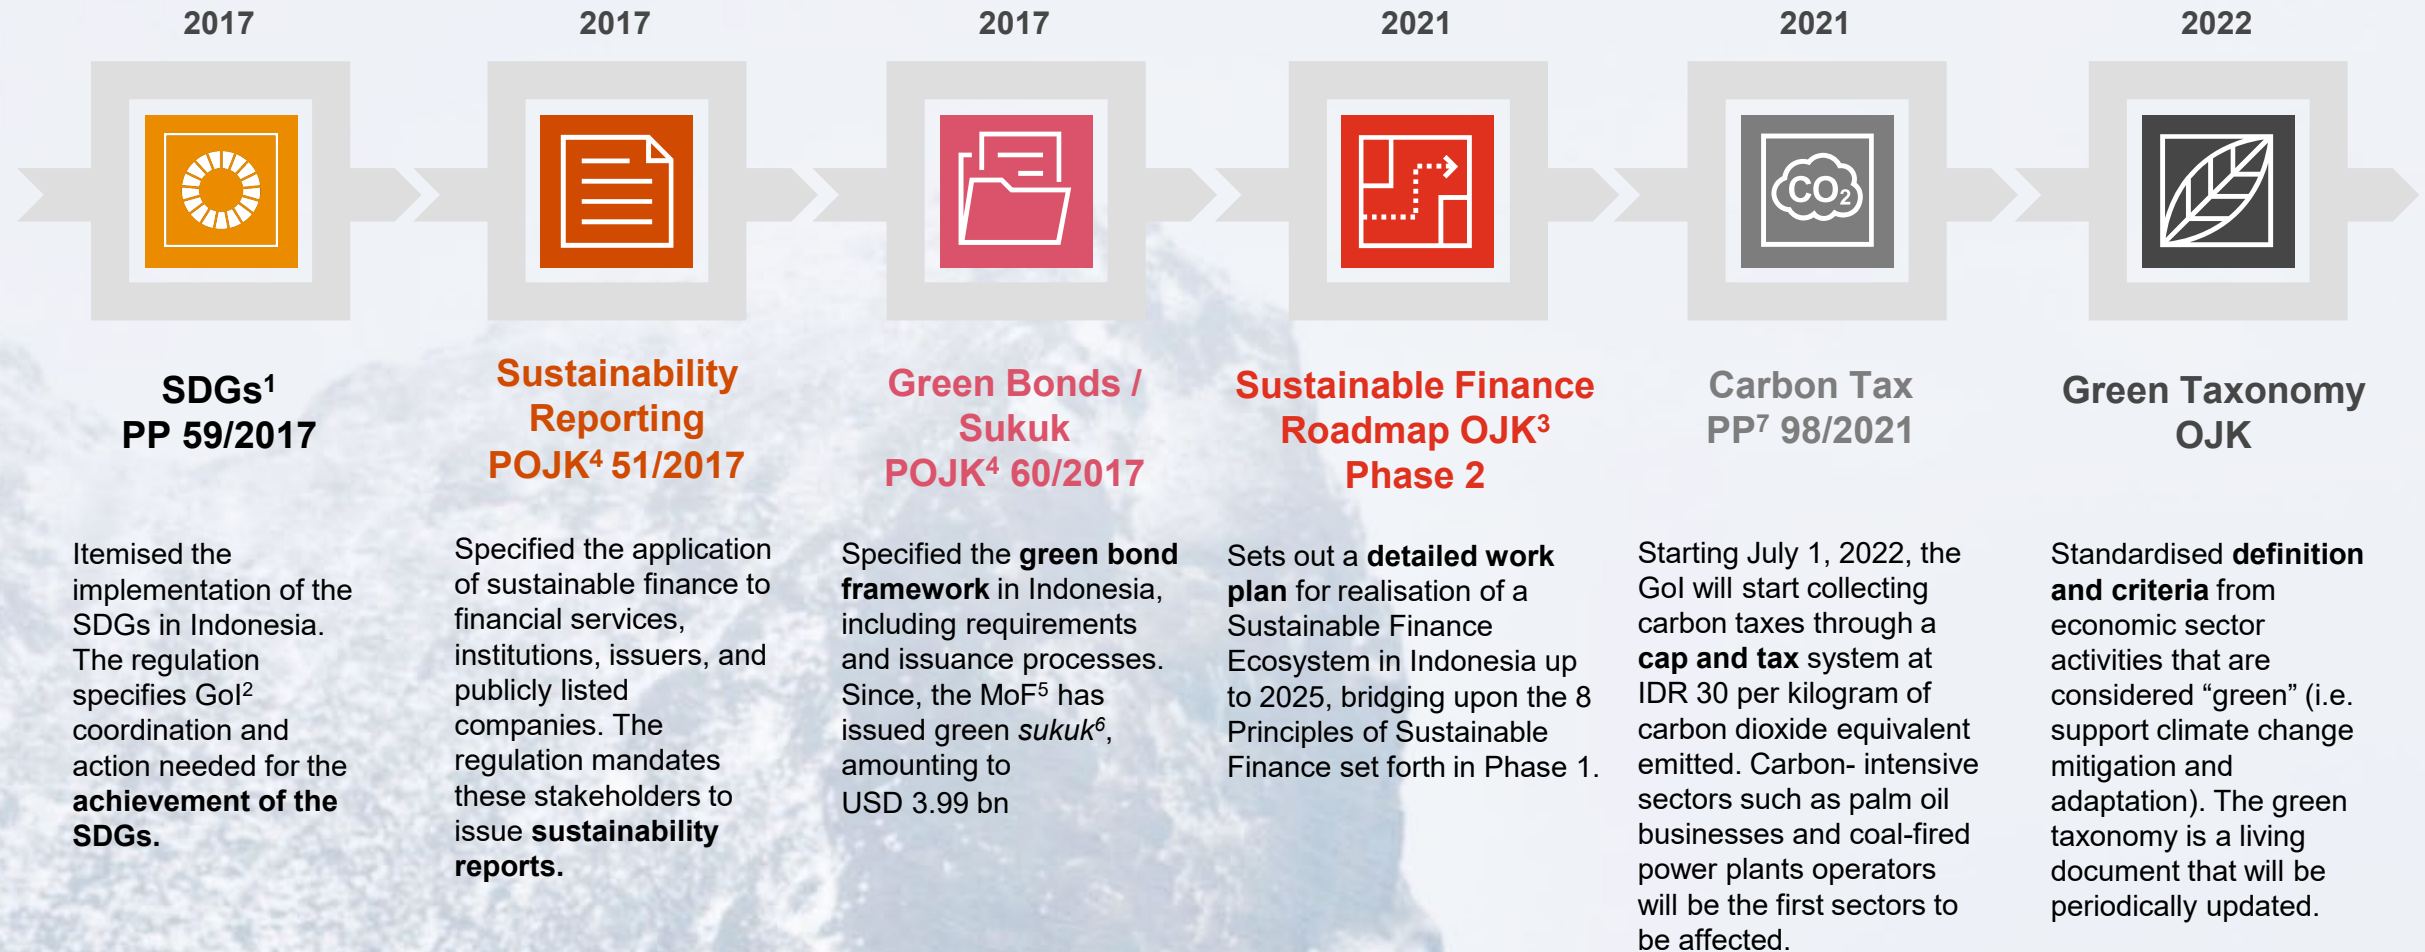 2017
2017
2017
2021
2021
2022
CO2
SDGs1
PP 59/2017
Itemised the
implementation of the
SDGs in Indonesia.
The regulation
specifies GoI2
coordination and
action needed for the
achievement of the
SDGs.
Sustainability
Reporting
POJK4 51/2017
Specified the application
of sustainable finance to
financial services,
institutions, issuers, and
publicly listed
companies. The
regulation mandates
these stakeholders to
issue sustainability
reports.
Green Bonds /
Sukuk
POJK4 60/2017
Specified the green bond
framework in Indonesia,
including requirements
and issuance processes.
Since, the MoF5 has
issued green sukuk6,
amounting to
USD 3.99 bn
Sustainable Finance
Roadmap OJK3
Phase 2
Sets out a detailed work
plan for realisation of a
Sustainable Finance
Ecosystem in Indonesia up
to 2025, bridging upon the 8
Principles of Sustainable
Finance set forth in Phase 1.
Carbon Tax
PP7 98/2021
Starting July 1, 2022, the
GoI will start collecting
carbon taxes through a
cap and tax system at
IDR 30 per kilogram of
carbon dioxide equivalent
emitted. Carbon- intensive
sectors such as palm oil
businesses and coal-fired
power plants operators
will be the first sectors to
be affected.
Green Taxonomy
OJK
Standardised definition
and criteria from
economic sector
activities that are
considered “green” (i.e.
support climate change
mitigation and
adaptation). The green
taxonomy is a living
document that will be
periodically updated.